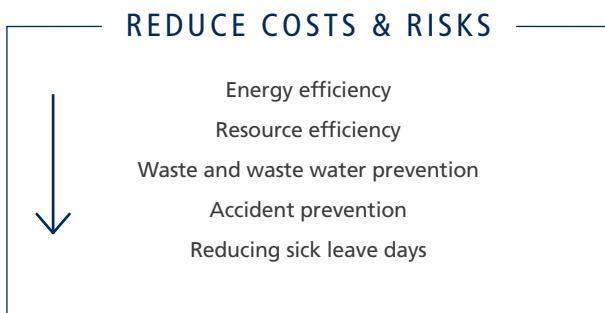 REDUCE COSTS & RISKS
Energy efficiency
Resource efficiency
Waste and waste water prevention
Accident prevention
Reducing sick leave days